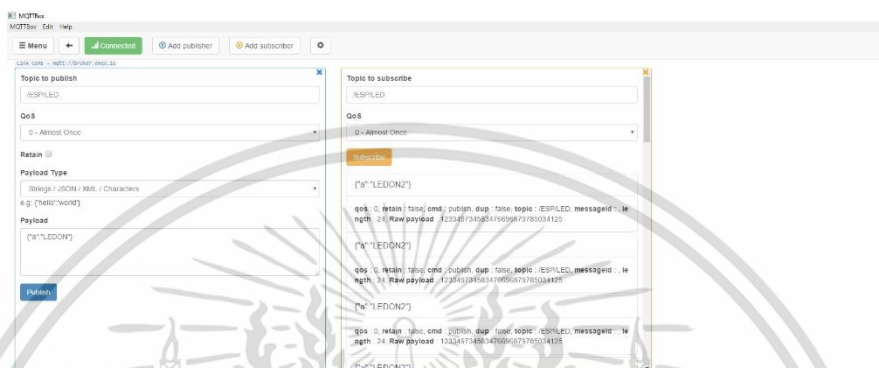 MQTTBox
MQTTBox Edit Help
Menu
Connected
Add publisher
Add subscriber
mqtt://broker.emqx.io
Topic to publish
/ESP/LED
QoS
0 - Almost Once
Retain
Payload Type
Strings / JSON / XML / Characters
e.g: {'hello':'world'}
Payload
{"a":"LEDON"}
Publish
Topic to subscribe
/ESP/LED
QoS
0 - Almost Once
Subscribe
{"a":"LEDON2"}
qos : 0, retain : false, cmd : publish, dup : false, topic : /ESP/LED, messageId : , le
ngth : 24, Raw payload :
{"a":"LEDON2"}
qos : 0, retain : false, cmd : publish, dup : false, topic : /ESP/LED, messageId : , le
ngth : 24, Raw payload :
{"a":"LEDON2"}
qos : 0, retain : false, cmd : publish, dup : false, topic : /ESP/LED, messageId : , le
ngth : 24, Raw payload :
{"a":"LEDON2"}